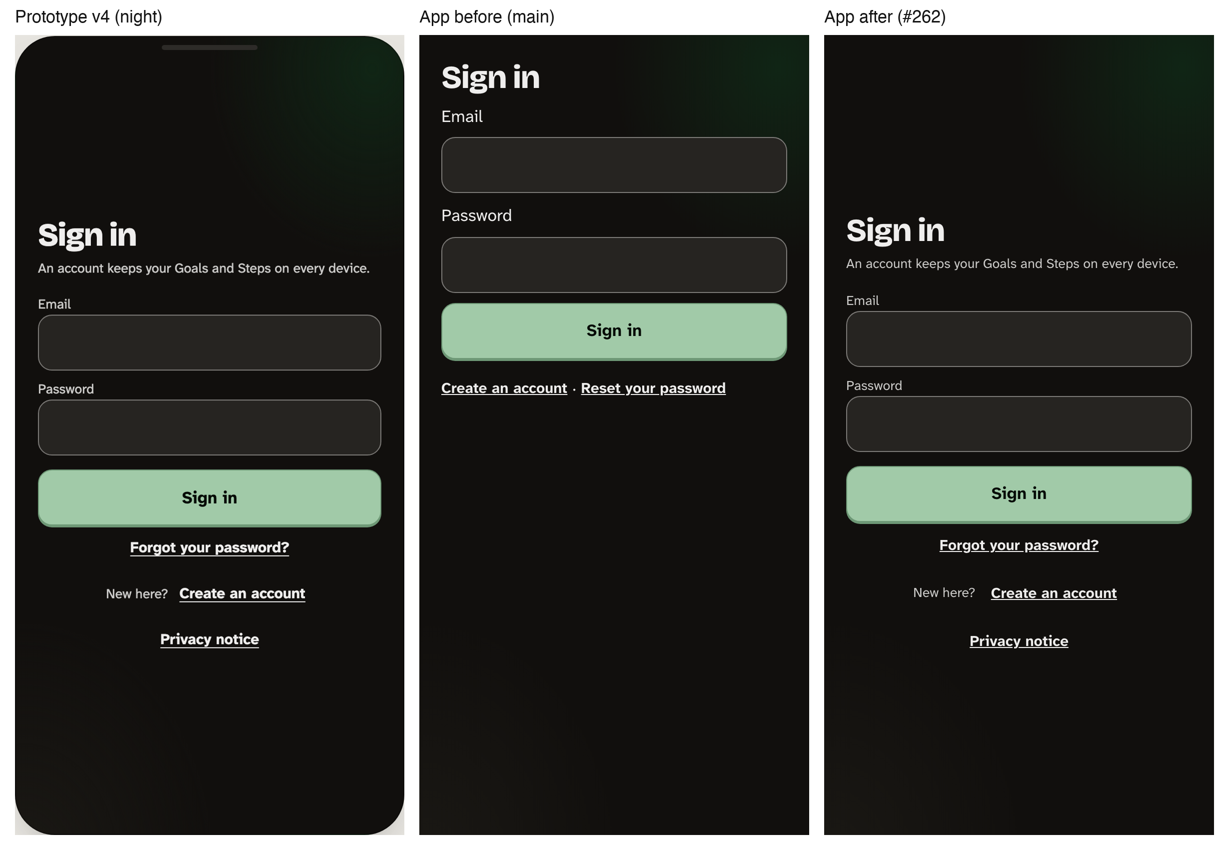 Prototype v4 (night)
Sign in
An account keeps your Goals and Steps on every device.
Email
Password
Sign in
Forgot your password?
New here? Create an account
Privacy notice
App before (main)
Sign in
Email
Password
Sign in
Create an account · Reset your password
App after (#262)
Sign in
An account keeps your Goals and Steps on every device.
Email
Password
Sign in
Forgot your password?
New here? Create an account
Privacy notice